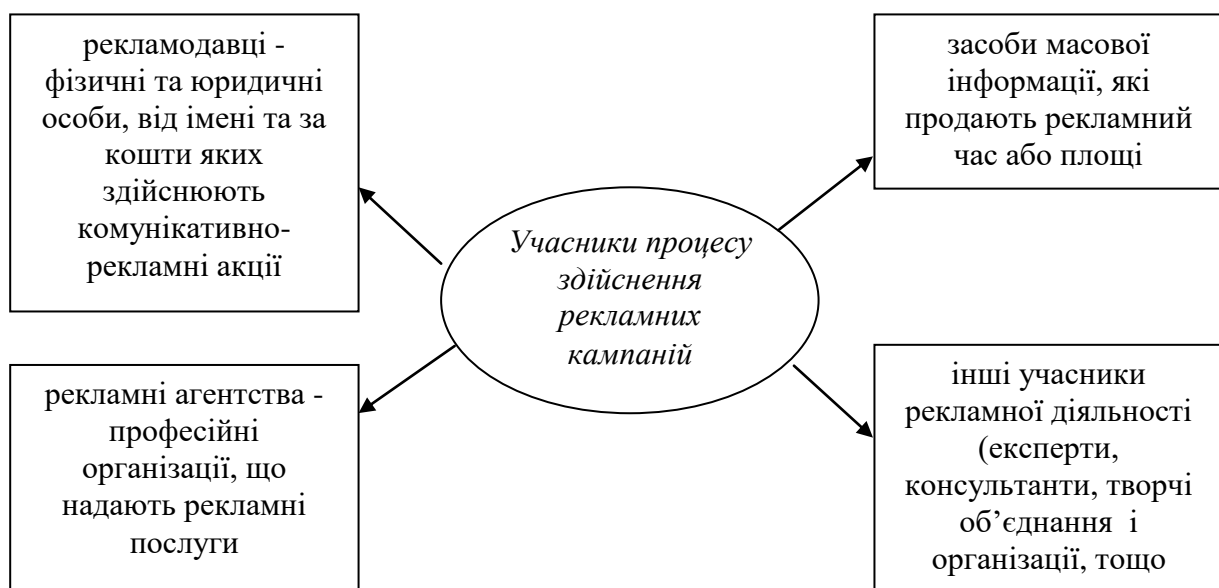 рекламодавці -
фізичні та юридичні
особи, від імені та за
кошти яких
здійснюють
комунікативно-
рекламні акції
засоби масової
інформації, які
продають рекламний
час або площі
Учасники процесу
здійснення
рекламних
кампаній
рекламні агентства -
професійні
організації, що
надають рекламні
послуги
інші учасники
рекламної діяльності
(експерти,
консультанти, творчі
об’єднання і
організації, тощо